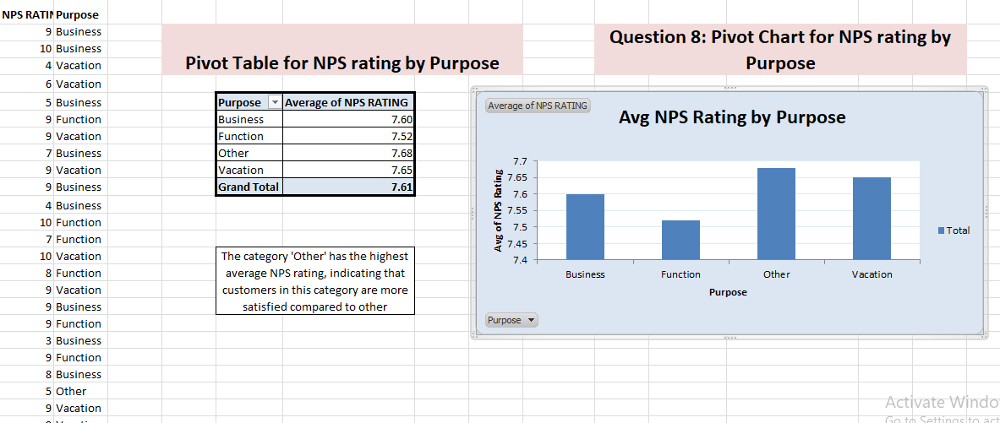 NPS RATIN Purpose
9 Business
10 Business
4 Vacation
6 Vacation
5 Business
9 Function
9 Vacation
7 Business
9 Vacation
9 Business
4 Business
10 Function
7 Function
10 Vacation
8 Function
9 Vacation
9 Business
9 Function
3 Business
9 Function
8 Business
5 Other
9 Vacation
Pivot Table for NPS rating by Purpose
Purpose Average of NPS RATING
Business 7.60
Function 7.52
Other 7.68
Vacation 7.65
Grand Total 7.61
The category 'Other' has the highest
average NPS rating, indicating that
customers in this category are more
satisfied compared to other
Question 8: Pivot Chart for NPS rating by
Purpose
Average of NPS RATING
Avg NPS Rating by Purpose
Avg of NPS Rating
7.7
7.65
7.6
7.55
7.5
7.45
7.4
Business Function Other Vacation
Purpose
Total
Purpose
Activate Windo
Go to Settings to act